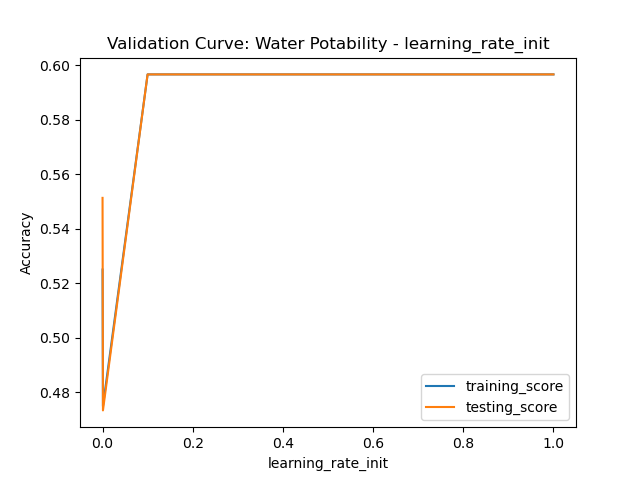 Validation Curve: Water Potability - learning_rate_init
0.60
0.58
0.56
0.54
0.52
0.50
0.48
Accuracy
0.0 0.2 0.4 0.6 0.8 1.0
learning_rate_init
training_score
testing_score